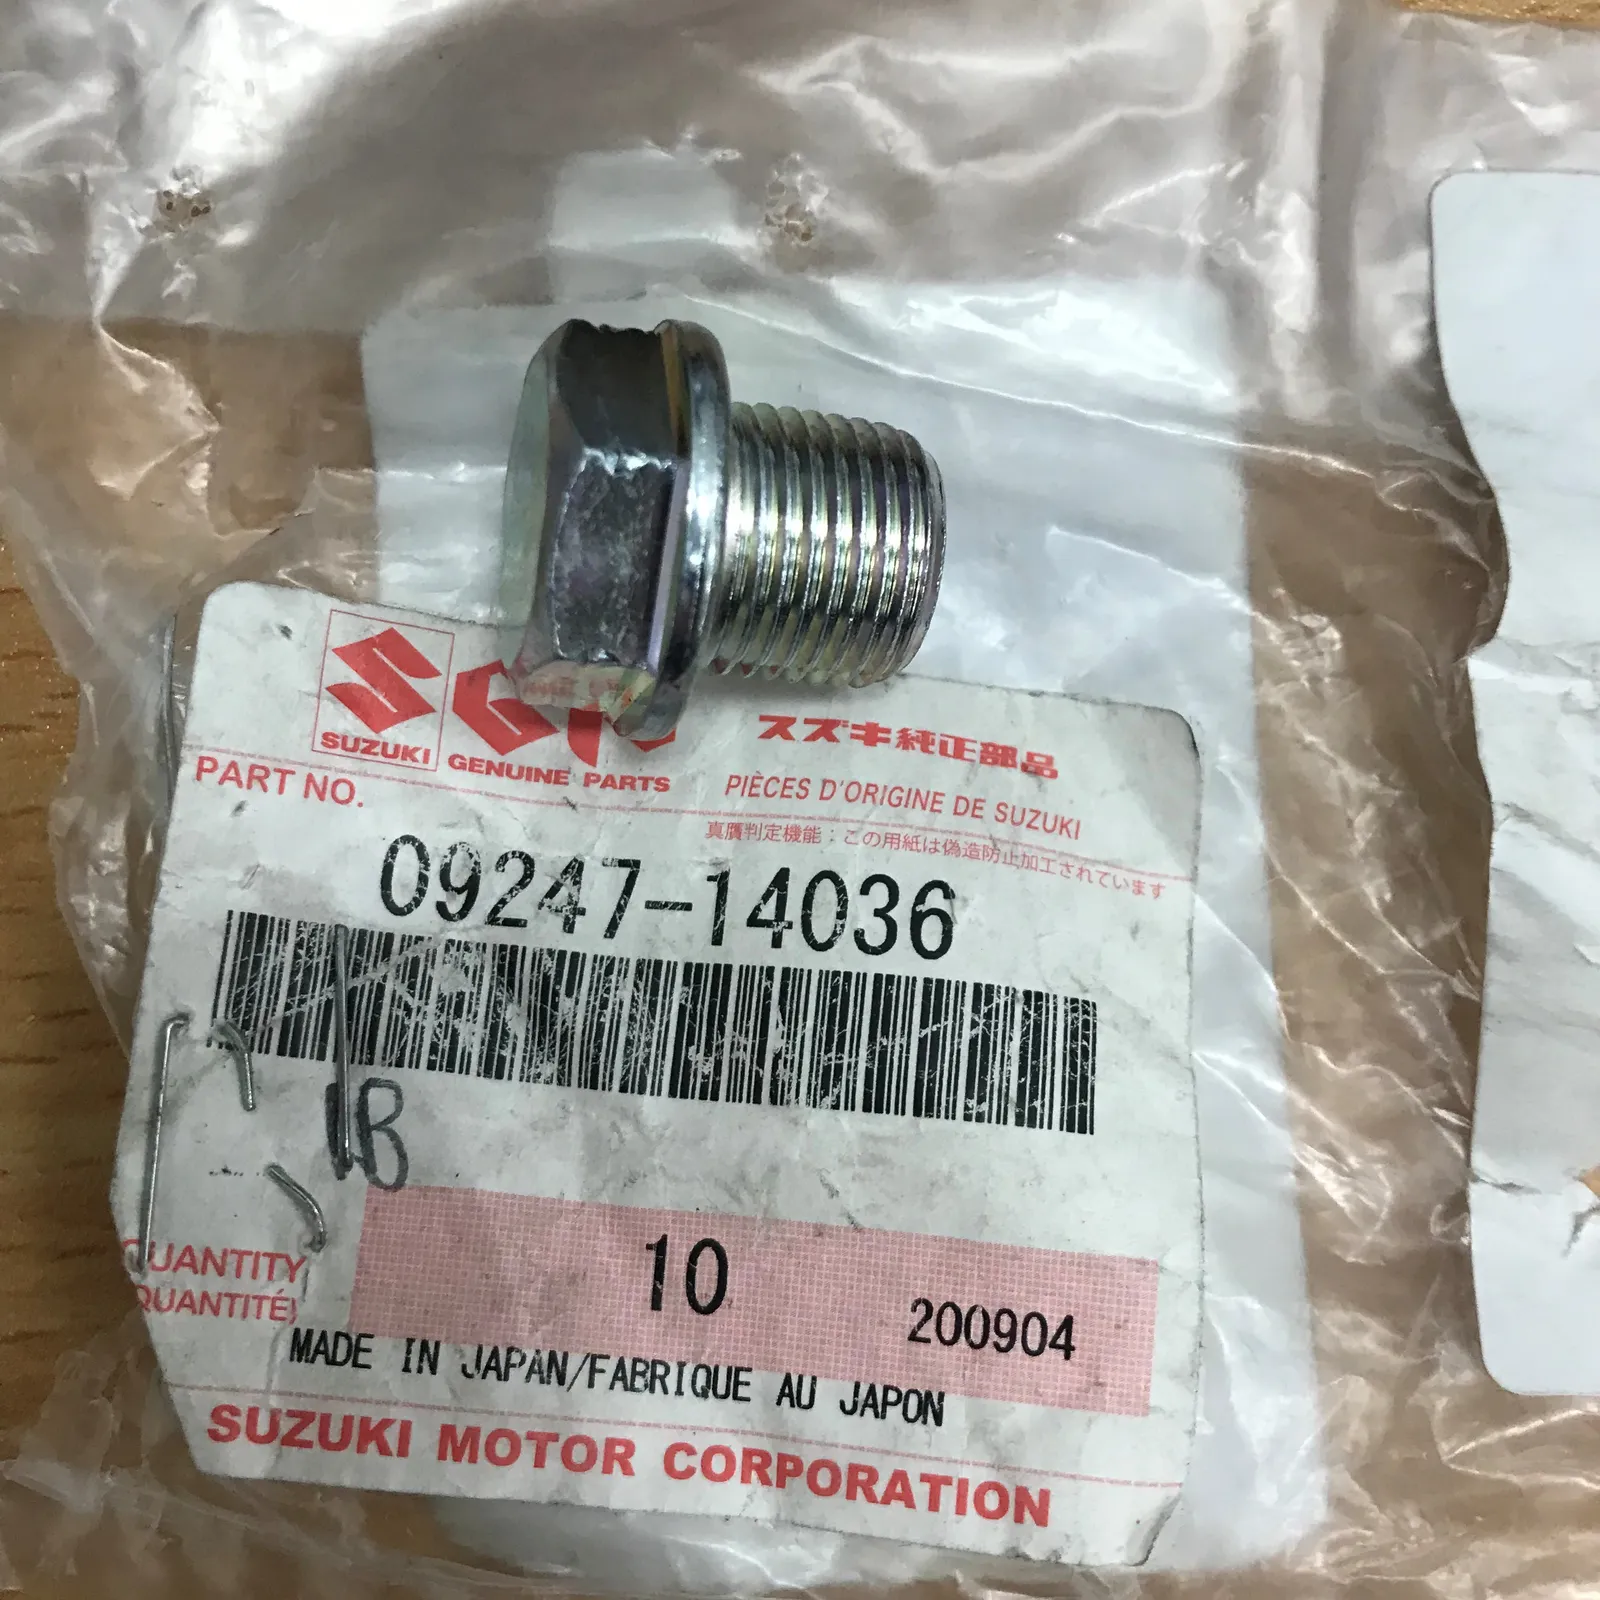 SUZUKI
GENUINE PARTS
スズキ純正部品
PIÈCES D'ORIGINE DE SUZUKI
PART NO.
真贋判定機能:この用紙は偽造防止加工されています
09247-14036
1B
QUANTITY
QUANTITÉ)
10
200904
MADE IN JAPAN/FABRIQUE AU JAPON
SUZUKI MOTOR CORPORATION